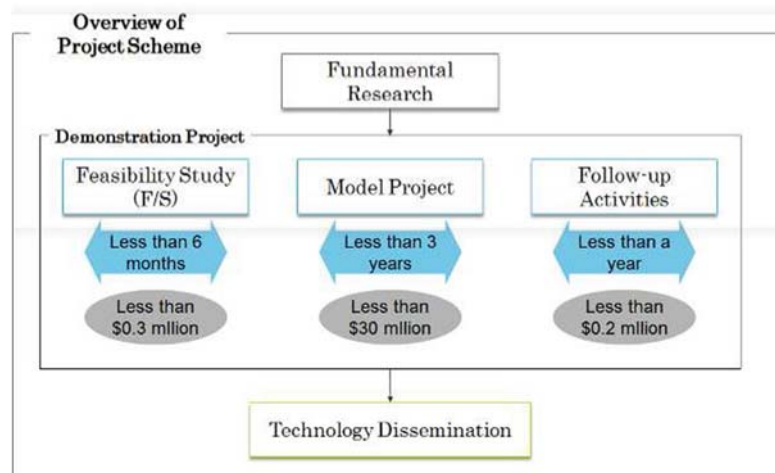 Overview of
Project Scheme
Fundamental
Research
Demonstration Project
Feasibility Study
(F/S)
Model Project
Follow-up
Activities
Less than 6
months
Less than 3
years
Less than a
year
Less than
$0.3 mllion
Less than
$30 mllion
Less than
$0.2 mllion
Technology Dissemination